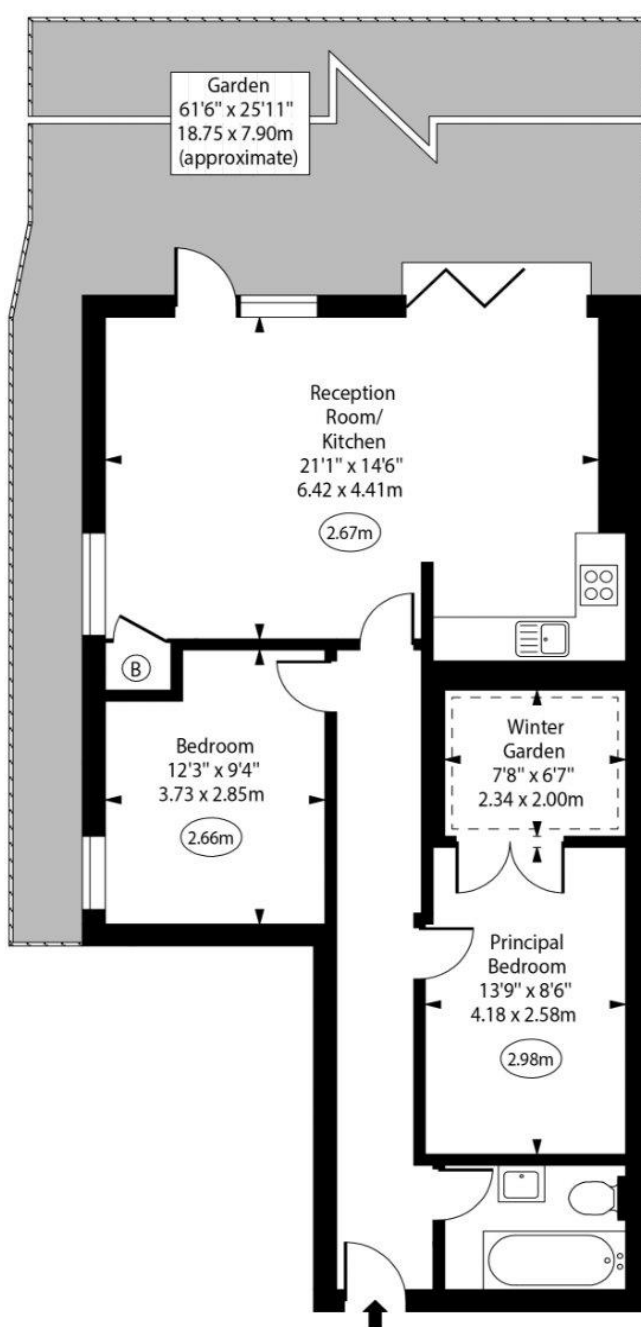 Garden
61'6" x 25'11"
18.75 x 7.90m
(approximate)
Reception
Room/
Kitchen
21'1" x 14'6"
6.42 x 4.41m
2.67m
B
Bedroom
12'3" x 9'4"
3.73 x 2.85m
2.66m
Winter
Garden
7'8" x 6'7"
2.34 x 2.00m
Principal
Bedroom
13'9" x 8'6"
4.18 x 2.58m
2.98m